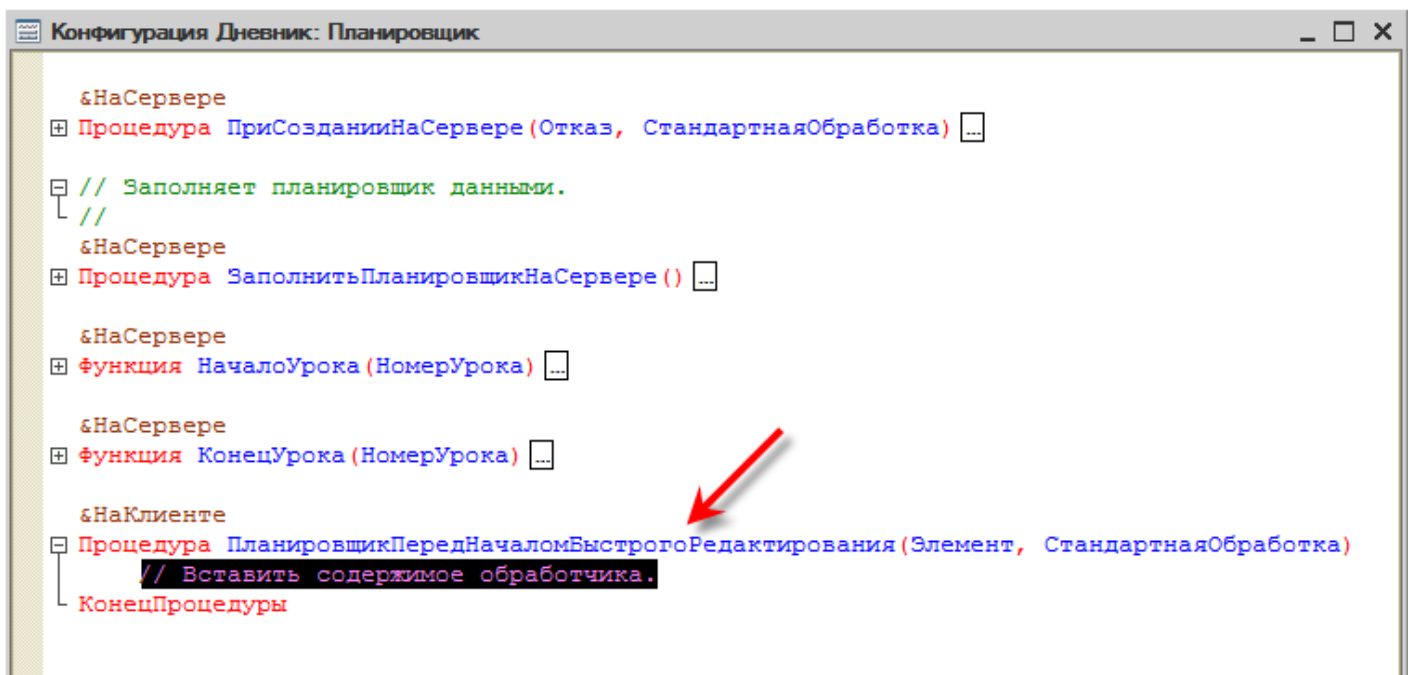 Конфигурация Дневник: Планировщик
&НаСервере
Процедура ПриСозданииНаСервере(Отказ, СтандартнаяОбработка) ...
// Заполняет планировщик данными.
//
&НаСервере
Процедура ЗаполнитьПланировщикНаСервере() ...
&НаСервере
Функция НачалоУрока(НомерУрока) ...
&НаСервере
Функция КонецУрока(НомерУрока) ...
&НаКлиенте
Процедура ПланировщикПередНачаломБыстрогоРедактирования(Элемент, СтандартнаяОбработка)
// Вставить содержимое обработчика.
КонецПроцедуры